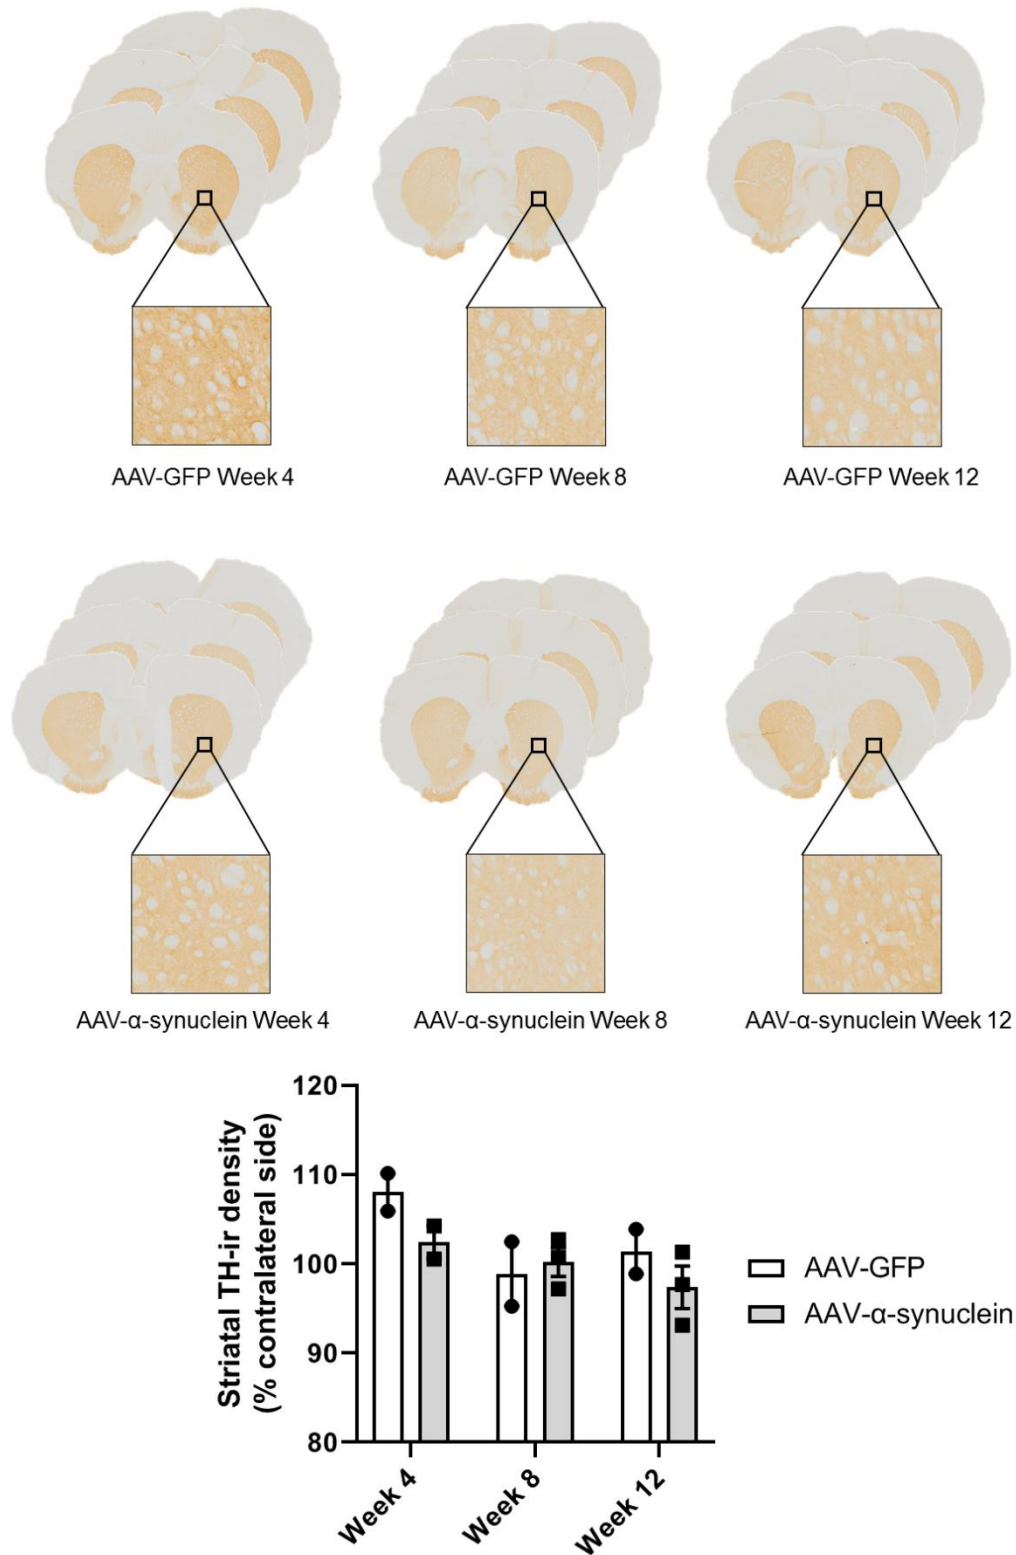 AAV-GFP Week 4
AAV-GFP Week 8
AAV-GFP Week 12
AAV-α-synuclein Week 4
AAV-α-synuclein Week 8
AAV-α-synuclein Week 12
Striatal TH-ir density
(% contralateral side)
120
110
100
90
80
Week 4
Week 8
Week 12
AAV-GFP
AAV-α-synuclein